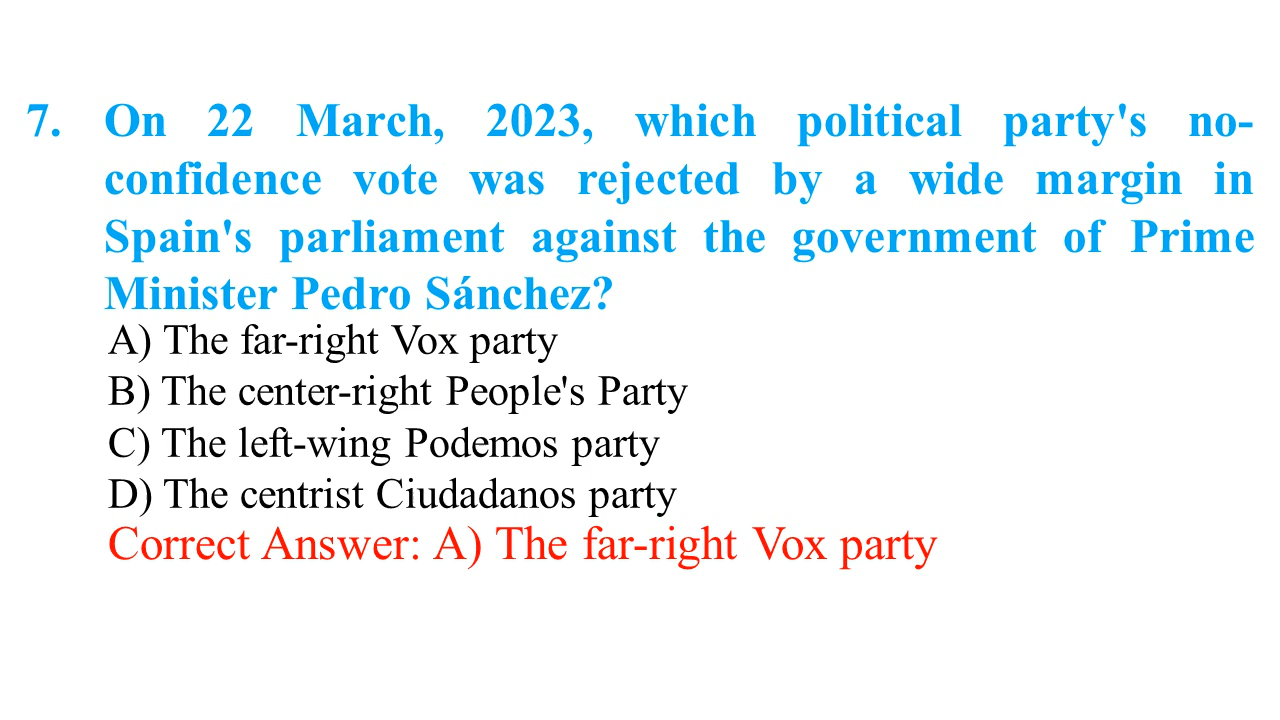 7. On 22 March, 2023, which political party's no-
confidence vote was rejected by a wide margin in
Spain's parliament against the government of Prime
Minister Pedro Sánchez?
A) The far-right Vox party
B) The center-right People's Party
C) The left-wing Podemos party
D) The centrist Ciudadanos party
Correct Answer: A) The far-right Vox party